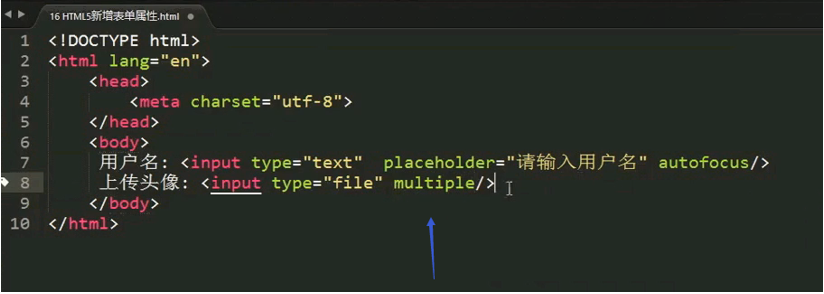 16 HTML5新增表单属性.html
1 <!DOCTYPE html>
2 <html lang="en">
3 <head>
4 <meta charset="utf-8">
5 </head>
6 <body>
7 用户名: <input type="text"  placeholder="请输入用户名" autofocus/>
8 上传头像: <input type="file" multiple/>
9 </body>
10 </html>